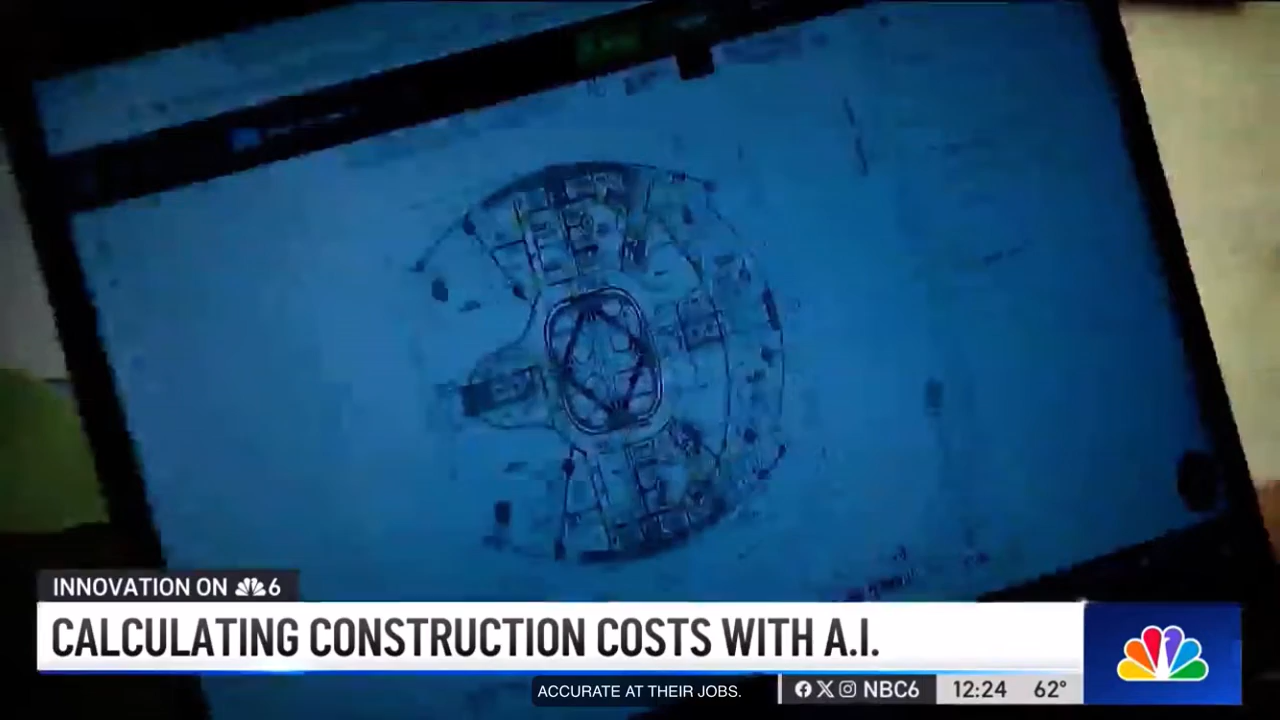 INNOVATION ON 6
CALCULATING CONSTRUCTION COSTS WITH A.I.
ACCURATE AT THEIR JOBS.
NBC6
12:24 62°